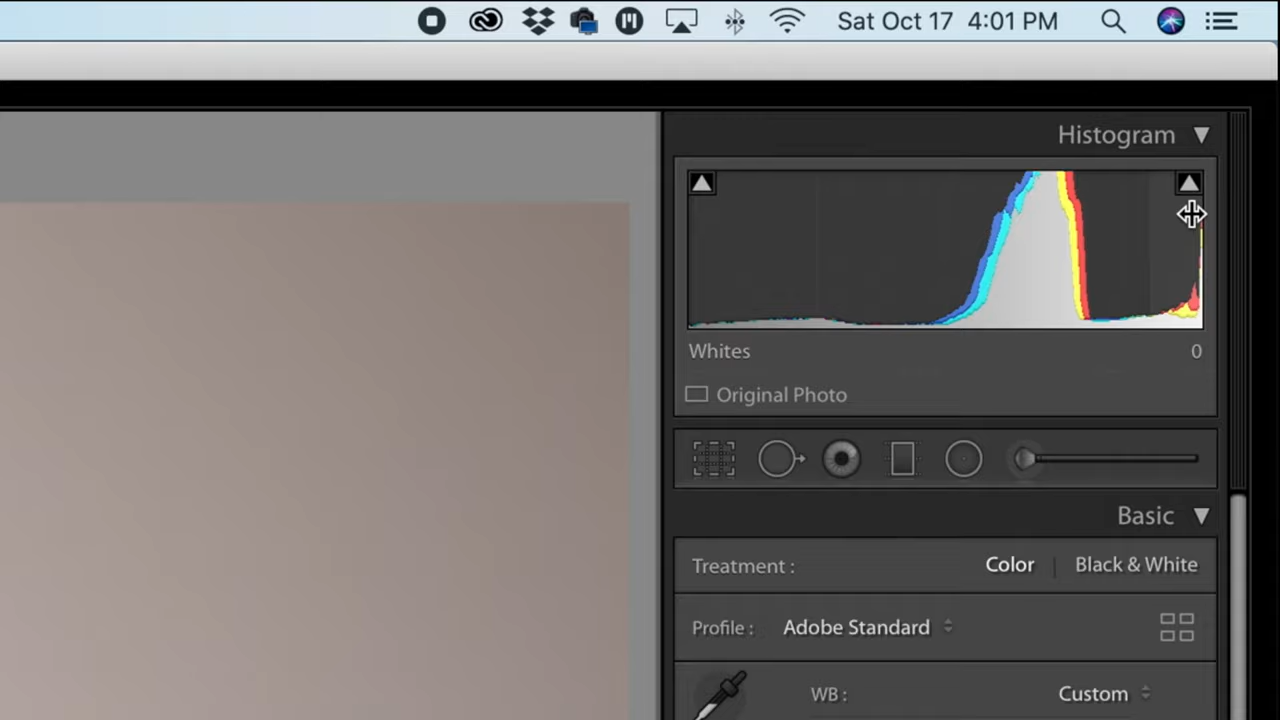 Sat Oct 17 4:01 PM
Histogram
Whites 0
Original Photo
Basic
Treatment : Color | Black & White
Profile : Adobe Standard
WB : Custom